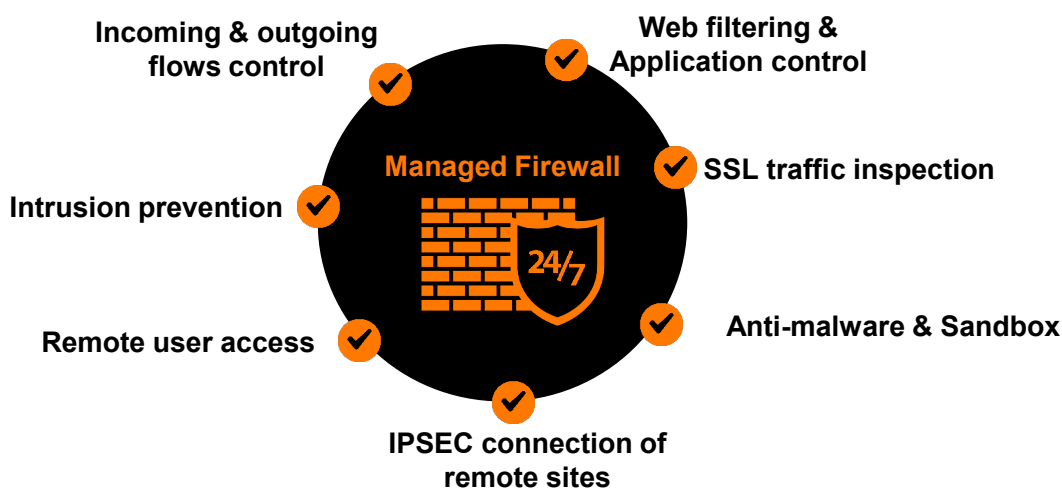 Incoming & outgoing
flows control
Web filtering &
Application control
Managed Firewall
SSL traffic inspection
Intrusion prevention
24/7
Remote user access
Anti-malware & Sandbox
IPSEC connection of
remote sites